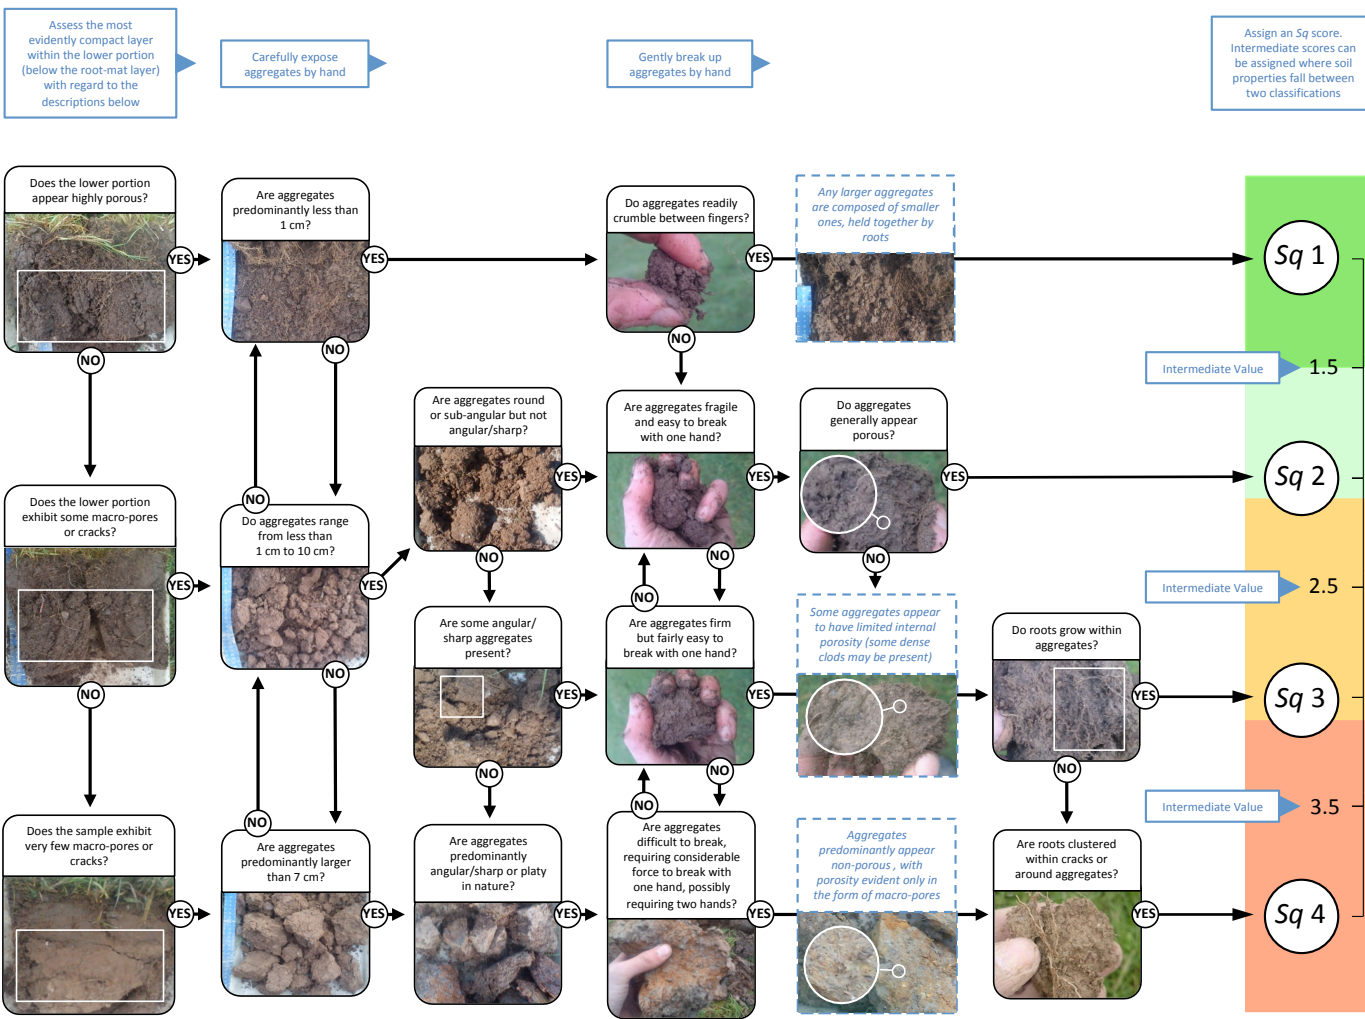 Assess the most
evidently compact layer
within the lower portion
(below the root-mat layer)
with regard to the
descriptions below
Carefully expose
aggregates by hand
Gently break up
aggregates by hand
Assign an Sq score.
Intermediate scores can
be assigned where soil
properties fall between
two classifications
Does the lower portion
appear highly porous?
YES
NO
Are aggregates
predominantly less than
1 cm?
YES
NO
Do aggregates readily
crumble between fingers?
YES
NO
Any larger aggregates
are composed of smaller
ones, held together by
roots
Sq 1
Intermediate Value
1.5
Does the lower portion
exhibit some macro-pores
or cracks?
YES
NO
NO
Do aggregates range
from less than
1 cm to 10 cm?
YES
NO
Are aggregates round
or sub-angular but not
angular/sharp?
YES
NO
Are aggregates fragile
and easy to break
with one hand?
YES
NO
Do aggregates
generally appear
porous?
YES
NO
Sq 2
Intermediate Value
2.5
Are some angular/
sharp aggregates
present?
YES
NO
NO
Are aggregates firm
but fairly easy to
break with one hand?
YES
NO
Some aggregates appear
to have limited internal
porosity (some dense
clods may be present)
Do roots grow within
aggregates?
YES
NO
Sq 3
Intermediate Value
3.5
Does the sample exhibit
very few macro-pores or
cracks?
YES
NO
Are aggregates
predominantly larger
than 7 cm?
YES
Are aggregates
predominantly
angular/sharp or platy
in nature?
YES
NO
Are aggregates
difficult to break,
requiring considerable
force to break with
one hand, possibly
requiring two hands?
YES
Aggregates
predominantly appear
non-porous , with
porosity evident only in
the form of macro-pores
Are roots clustered
within cracks or
around aggregates?
YES
Sq 4